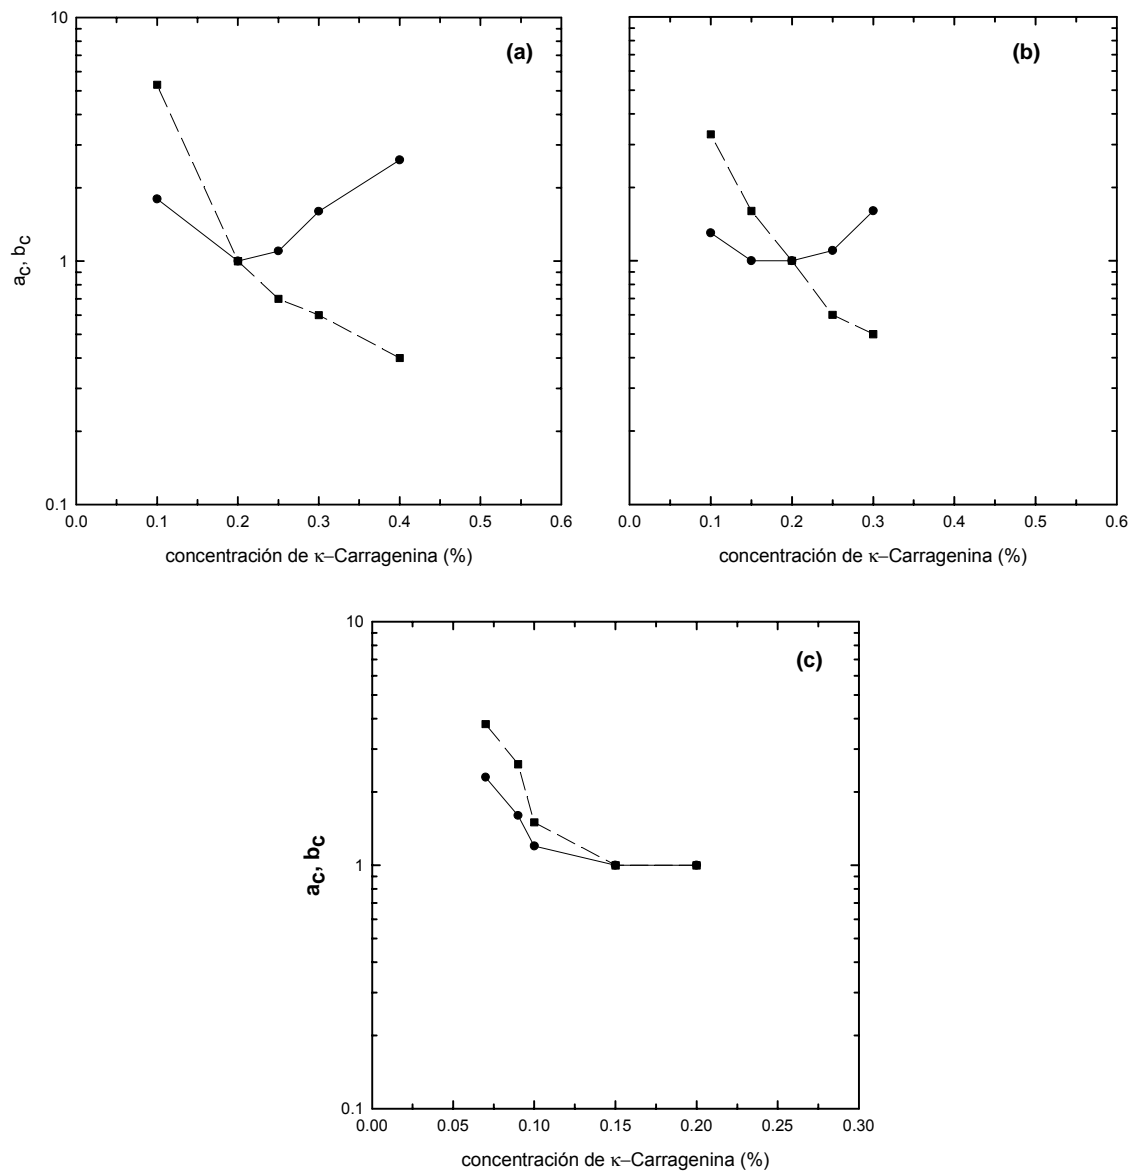 10
(a)
(b)
a_c, b_c
1
0.1
0.0 0.1 0.2 0.3 0.4 0.5 0.6
0.0 0.1 0.2 0.3 0.4 0.5 0.6
concentración de κ–Carragenina (%)
concentración de κ–Carragenina (%)
10
(c)
a_c, b_c
1
0.1
0.00 0.05 0.10 0.15 0.20 0.25 0.30
concentración de κ–Carragenina (%)